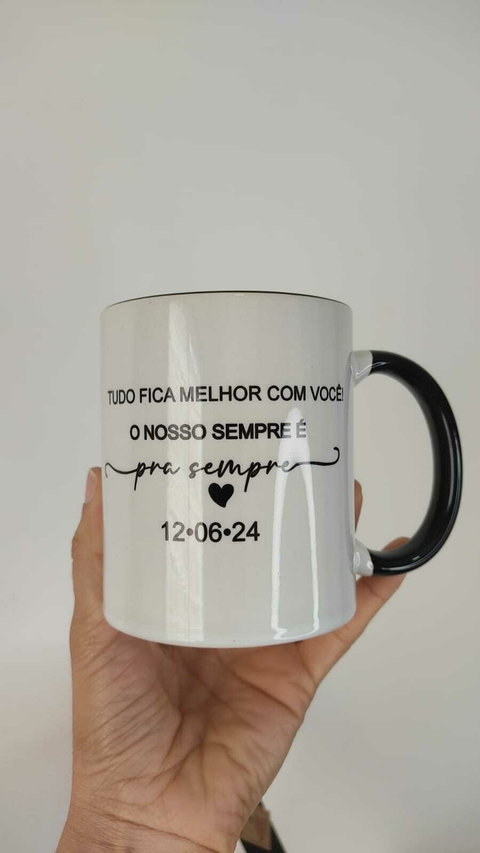 TUDO FICA MELHOR COM VOCÊ!
O NOSSO SEMPRE É
pra sempre
12•06•24